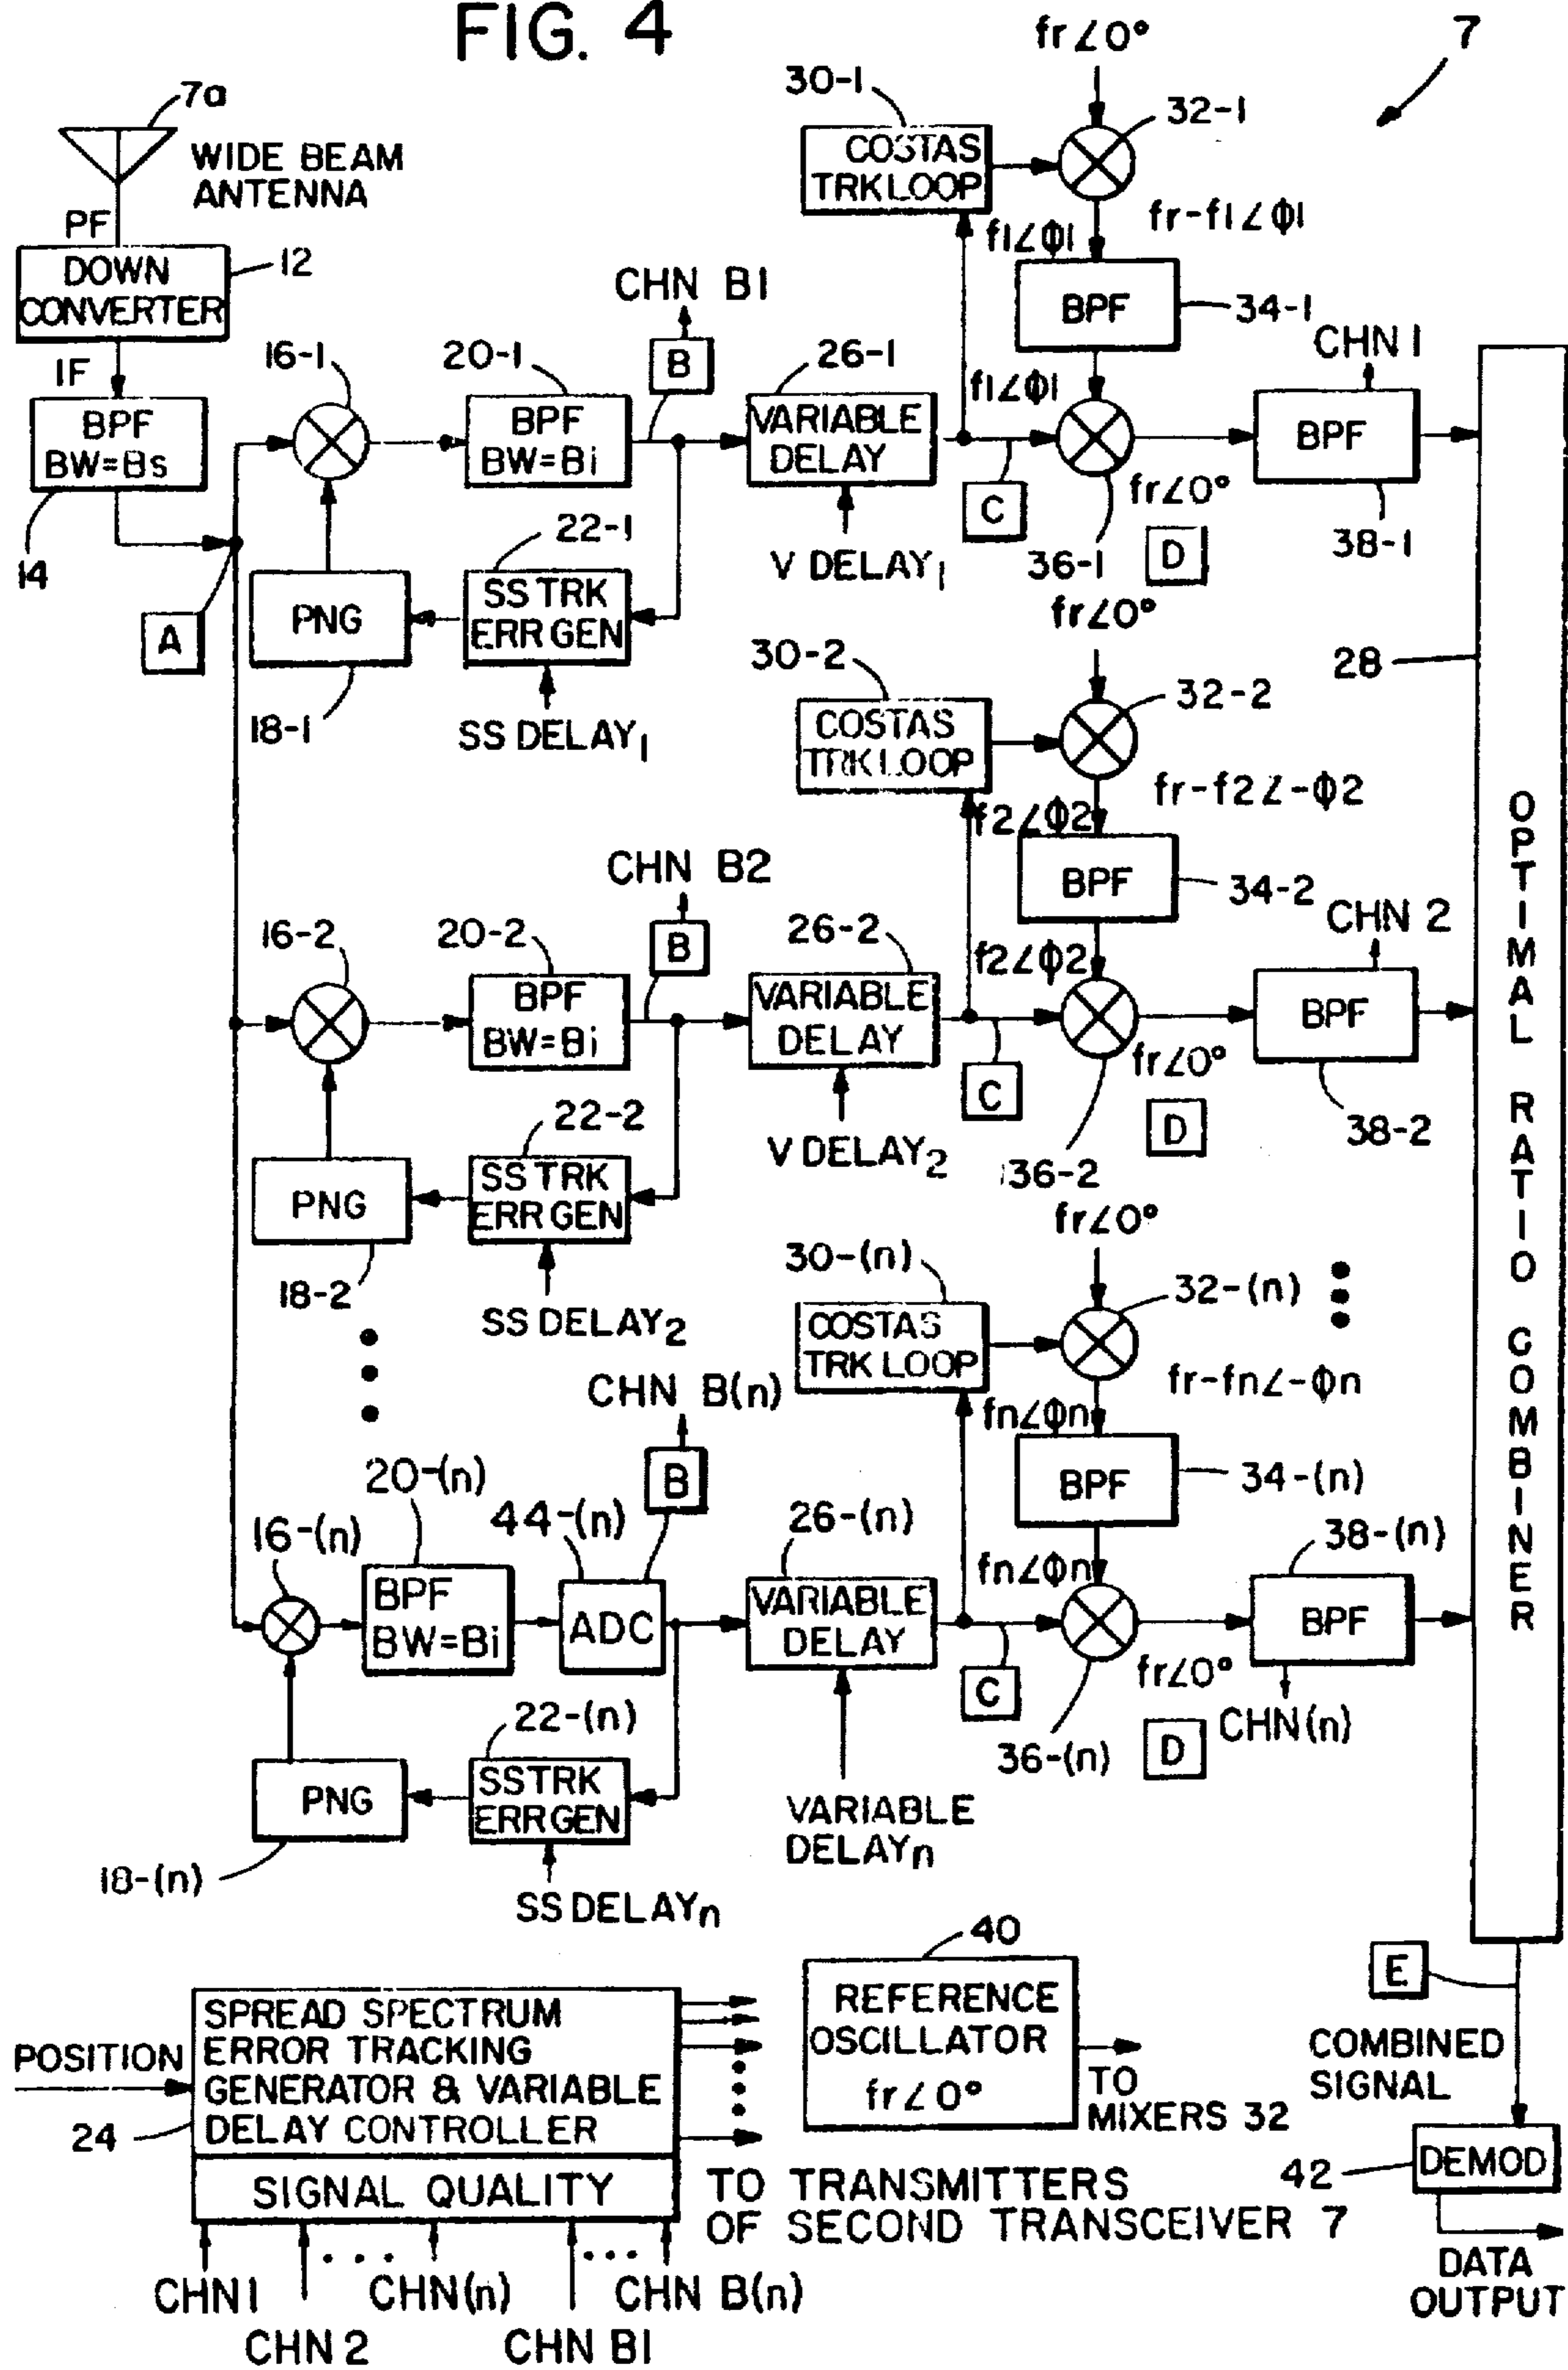 FIG. 4
7
7a
WIDE BEAM
ANTENNA
PF
DOWN
CONVERTER
12
IF
BPF
BW=Bs
14
A
fr∠0°
30-1
COSTAS
TRK LOOP
32-1
fr-f1∠Φ1
f1∠Φ1
BPF
34-1
CHN B1
B
16-1
20-1
BPF
BW=Bi
26-1
VARIABLE
DELAY
f1∠Φ1
CHN 1
BPF
38-1
C
fr∠0°
D
36-1
V DELAY1
22-1
SS TRK
ERR GEN
PNG
18-1
SS DELAY1
28
fr∠0°
30-2
COSTAS
TRK LOOP
32-2
fr-f2∠-Φ2
f2∠Φ2
BPF
34-2
CHN B2
B
16-2
20-2
BPF
BW=Bi
26-2
VARIABLE
DELAY
f2∠Φ2
CHN 2
BPF
38-2
C
fr∠0°
D
36-2
V DELAY2
22-2
SS TRK
ERR GEN
PNG
18-2
SS DELAY2
fr∠0°
30-(n)
COSTAS
TRK LOOP
32-(n)
fr-fn∠-Φn
fn∠Φn
BPF
34-(n)
CHN B(n)
B
16-(n)
20-(n)
BPF
BW=Bi
44-(n)
ADC
26-(n)
VARIABLE
DELAY
fn∠Φn
38-(n)
BPF
CHN(n)
C
fr∠0°
D
36-(n)
VARIABLE
DELAYn
22-(n)
SS TRK
ERR GEN
PNG
18-(n)
SS DELAYn
OPTIMAL RATIO COMBINER
E
COMBINED
SIGNAL
DEMOD
42
DATA
OUTPUT
40
REFERENCE
OSCILLATOR
fr∠0°
TO
MIXERS 32
POSITION
24
SPREAD SPECTRUM
ERROR TRACKING
GENERATOR & VARIABLE
DELAY CONTROLLER
SIGNAL QUALITY
TO TRANSMITTERS
OF SECOND TRANSCEIVER 7
CHN1
CHN 2
...
CHN(n)
CHN B1
...
CHN B(n)